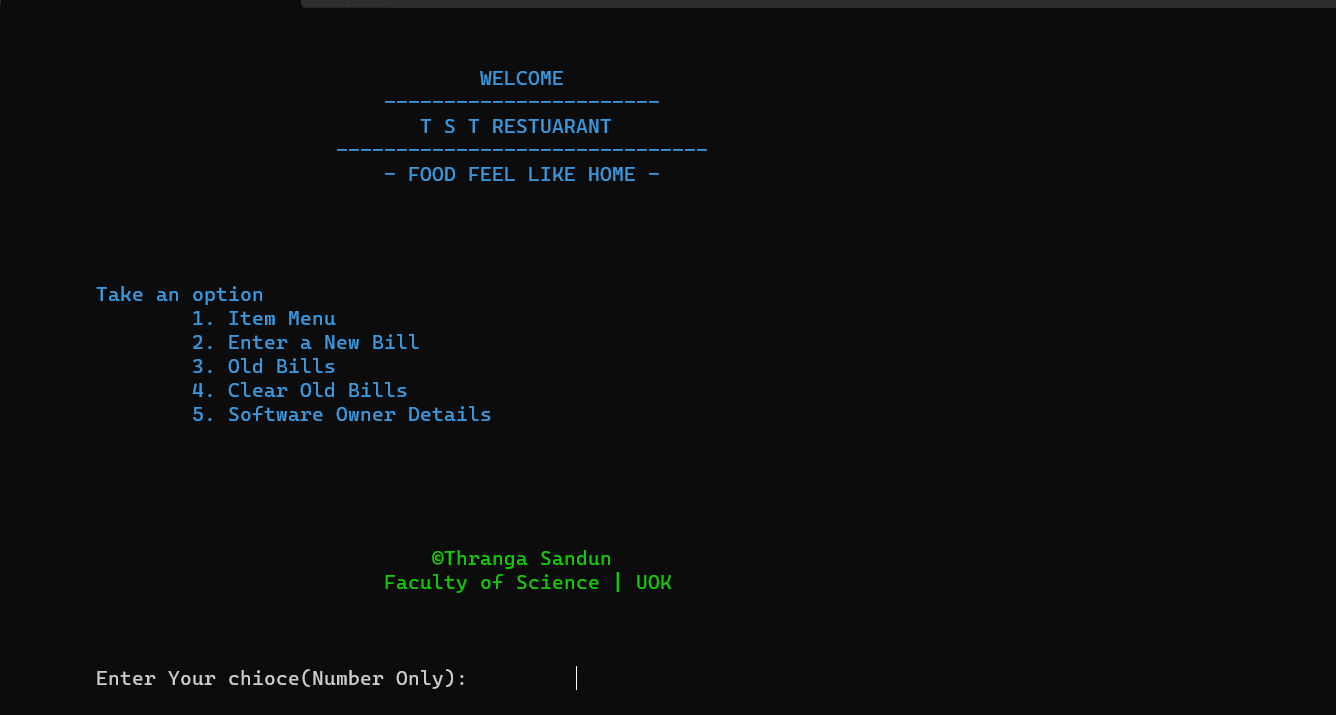 WELCOME
-----------------------
T S T RESTUARANT
-------------------------------
- FOOD FEEL LIKE HOME -
Take an option
1. Item Menu
2. Enter a New Bill
3. Old Bills
4. Clear Old Bills
5. Software Owner Details
©Thranga Sandun
Faculty of Science | UOK
Enter Your chioce(Number Only):